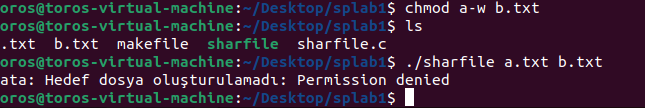 oros@toros-virtual-machine:~/Desktop/splab1$ chmod a-w b.txt
oros@toros-virtual-machine:~/Desktop/splab1$ ls
.txt b.txt makefile sharfile sharfile.c
oros@toros-virtual-machine:~/Desktop/splab1$ ./sharfile a.txt b.txt
ata: Hedef dosya oluşturulamadı: Permission denied
oros@toros-virtual-machine:~/Desktop/splab1$